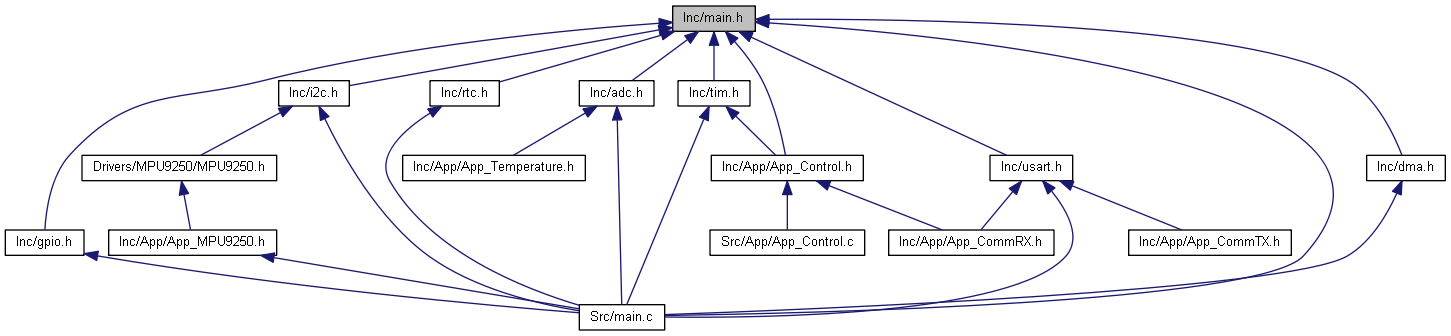 Inc/main.h
Inc/i2c.h
Inc/rtc.h
Inc/adc.h
Inc/tim.h
Drivers/MPU9250/MPU9250.h
Inc/App/App_Temperature.h
Inc/App/App_Control.h
Inc/usart.h
Inc/dma.h
Inc/gpio.h
Inc/App/App_MPU9250.h
Src/App/App_Control.c
Inc/App/App_CommRX.h
Inc/App/App_CommTX.h
Src/main.c